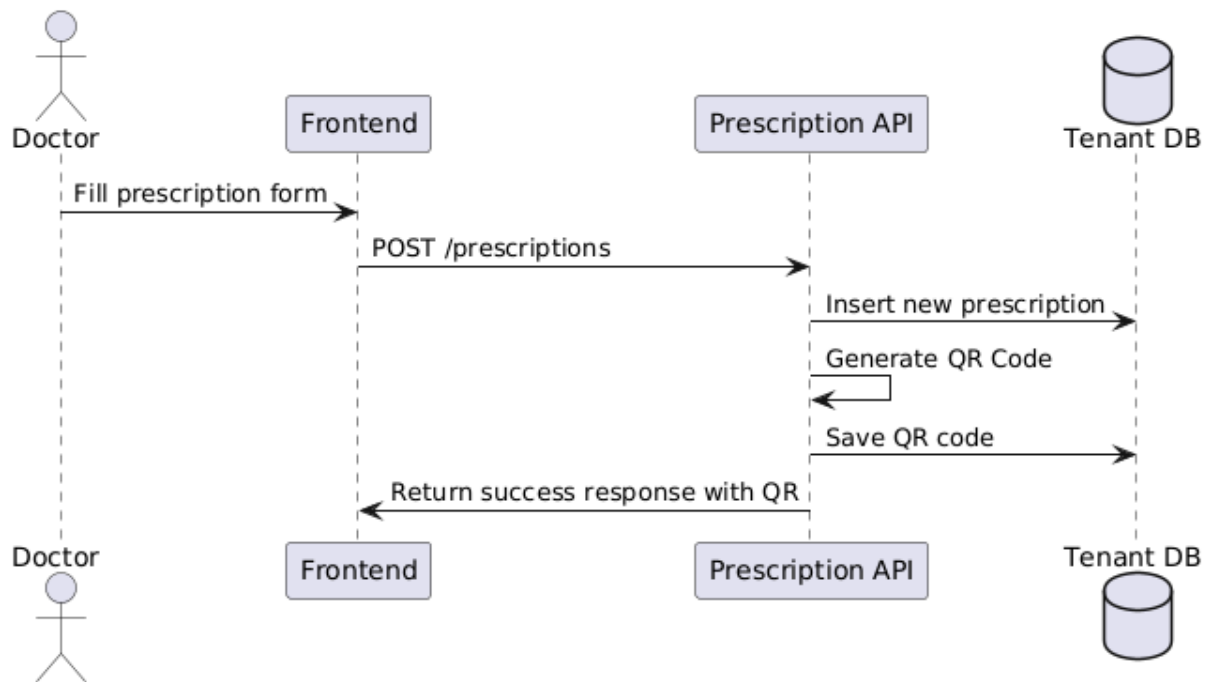 Doctor
Frontend
Prescription API
Tenant DB
Fill prescription form
POST /prescriptions
Insert new prescription
Generate QR Code
Save QR code
Return success response with QR
Doctor
Frontend
Prescription API
Tenant DB